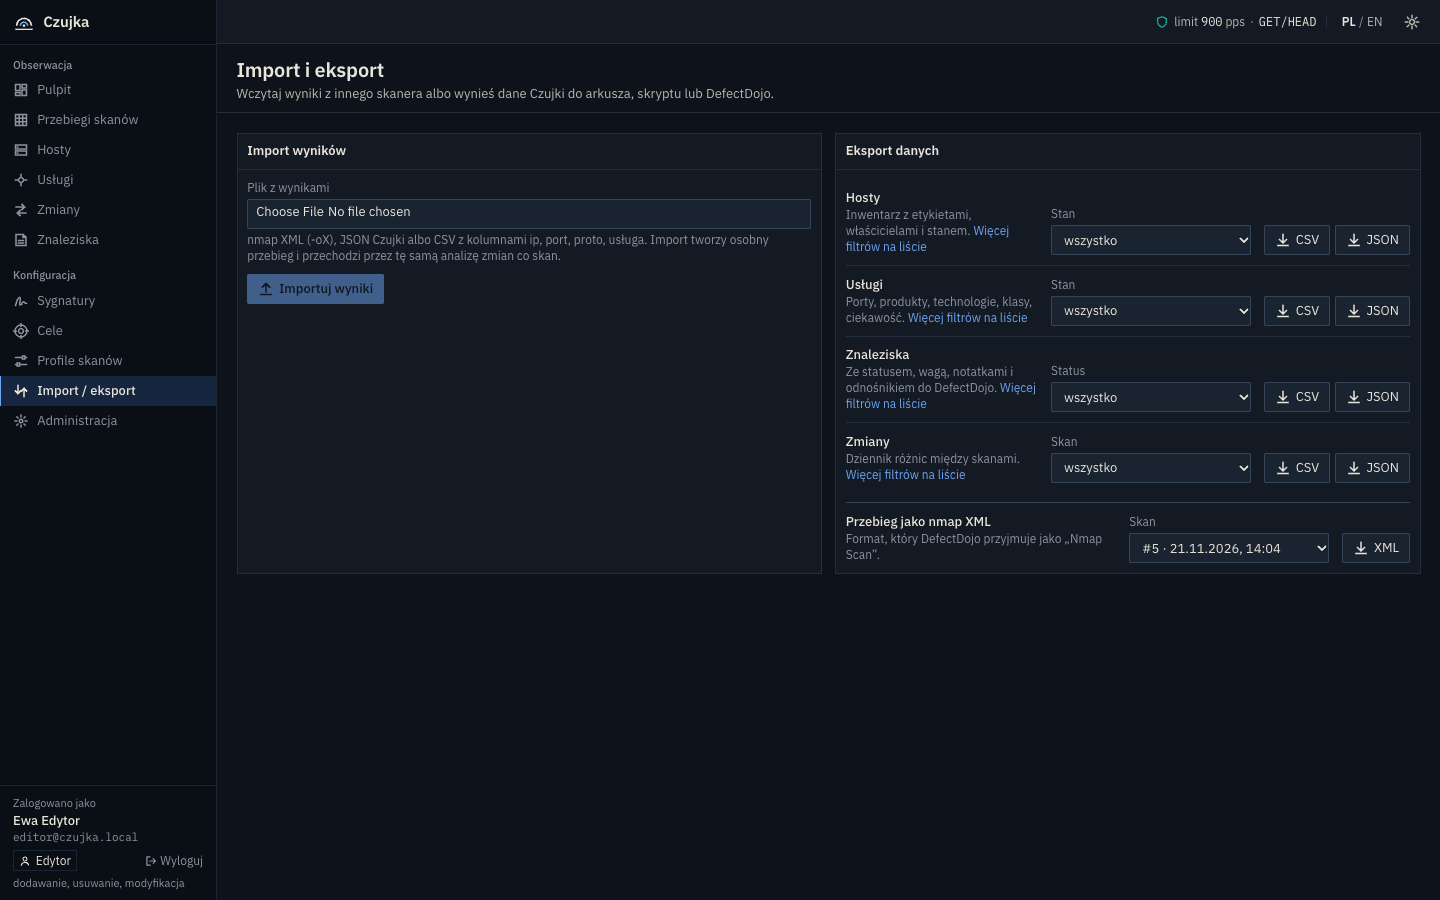 Czujka
limit 900 pps · GET/HEAD
PL / EN
Obserwacja
Pulpit
Przebiegi skanów
Hosty
Usługi
Zmiany
Znaleziska
Konfiguracja
Sygnatury
Cele
Profile skanów
Import / eksport
Administracja
Zalogowano jako
Ewa Edytor
editor@czujka.local
Edytor
Wyloguj
dodawanie, usuwanie, modyfikacja
Import i eksport
Wczytaj wyniki z innego skanera albo wynieś dane Czujki do arkusza, skryptu lub DefectDojo.
Import wyników
Plik z wynikami
Choose File No file chosen
nmap XML (-oX), JSON Czujki albo CSV z kolumnami ip, port, proto, usługa. Import tworzy osobny
przebieg i przechodzi przez tę samą analizę zmian co skan.
Importuj wyniki
Eksport danych
Hosty
Inwentarz z etykietami,
właścicielami i stanem. Więcej
filtrów na liście
Stan
wszystko
CSV
JSON
Usługi
Porty, produkty, technologie, klasy,
ciekawość. Więcej filtrów na liście
Stan
wszystko
CSV
JSON
Znaleziska
Ze statusem, wagą, notatkami i
odnośnikiem do DefectDojo. Więcej
filtrów na liście
Status
wszystko
CSV
JSON
Zmiany
Dziennik różnic między skanami.
Więcej filtrów na liście
Skan
wszystko
CSV
JSON
Przebieg jako nmap XML
Format, który DefectDojo przyjmuje jako „Nmap
Scan”.
Skan
#5 · 21.11.2026, 14:04
XML